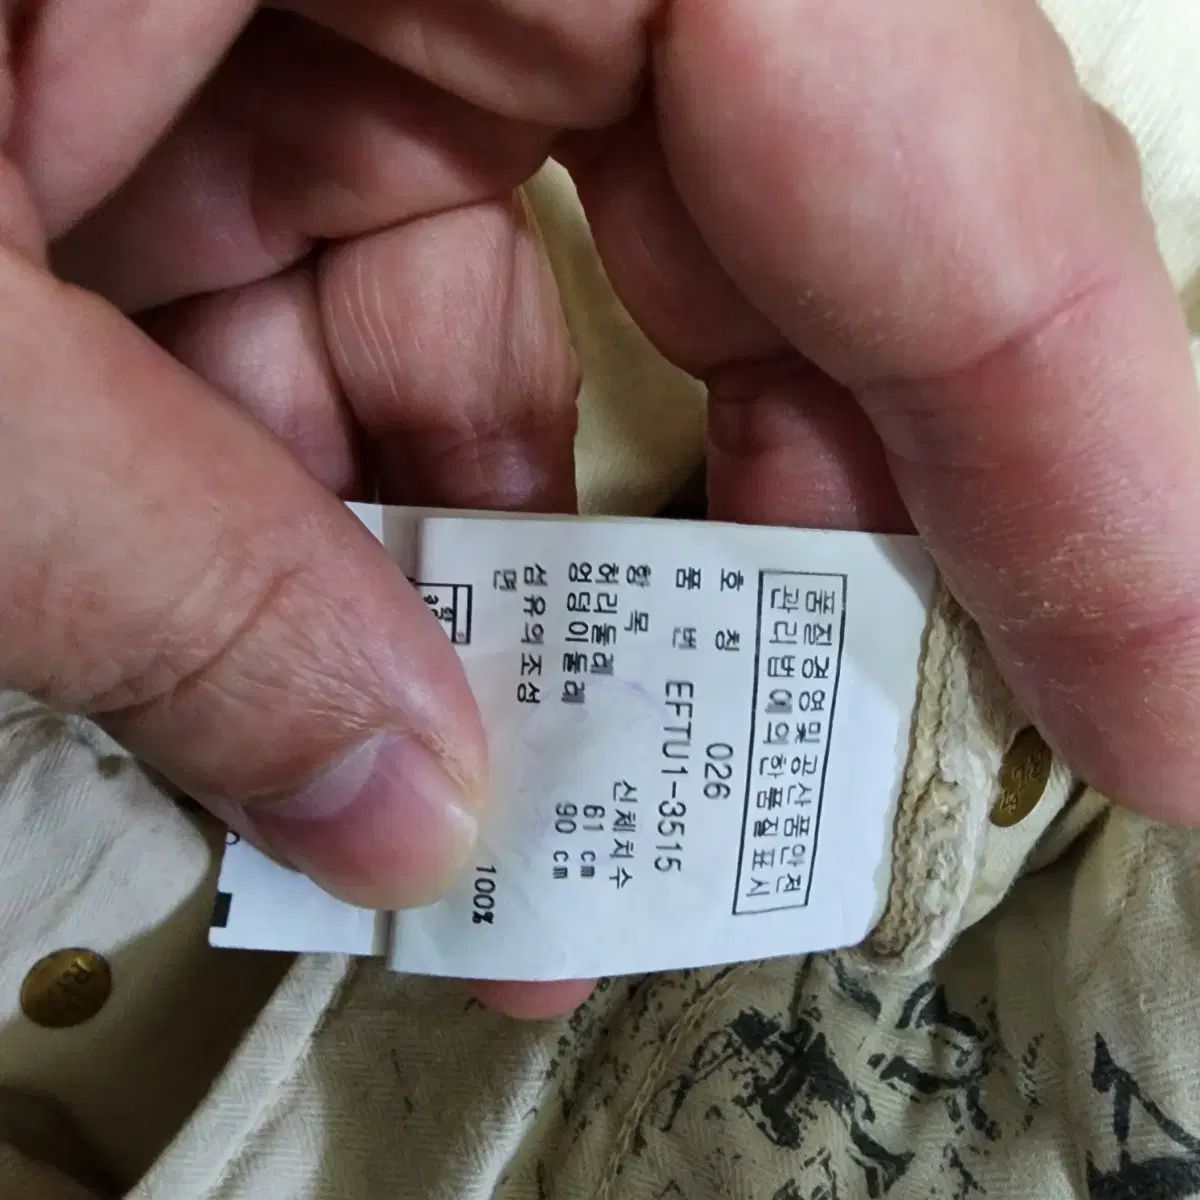 품질경영및공산품안전
관리법에의한품질표시
호 칭 026
품 번 EFTU1-3515
항 목 신체치수
허리둘레 61 cm
엉덩이둘레 90 cm
섬유의조성
면 100%